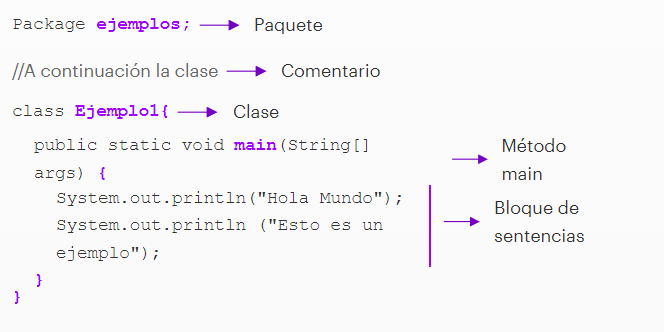 Package ejemplos; Paquete
//A continuación la clase Comentario
class Ejemplo1{ Clase
public static void main(String[]
args) {
Método
main
System.out.println("Hola Mundo");
System.out.println ("Esto es un
ejemplo");
Bloque de
sentencias
}
}